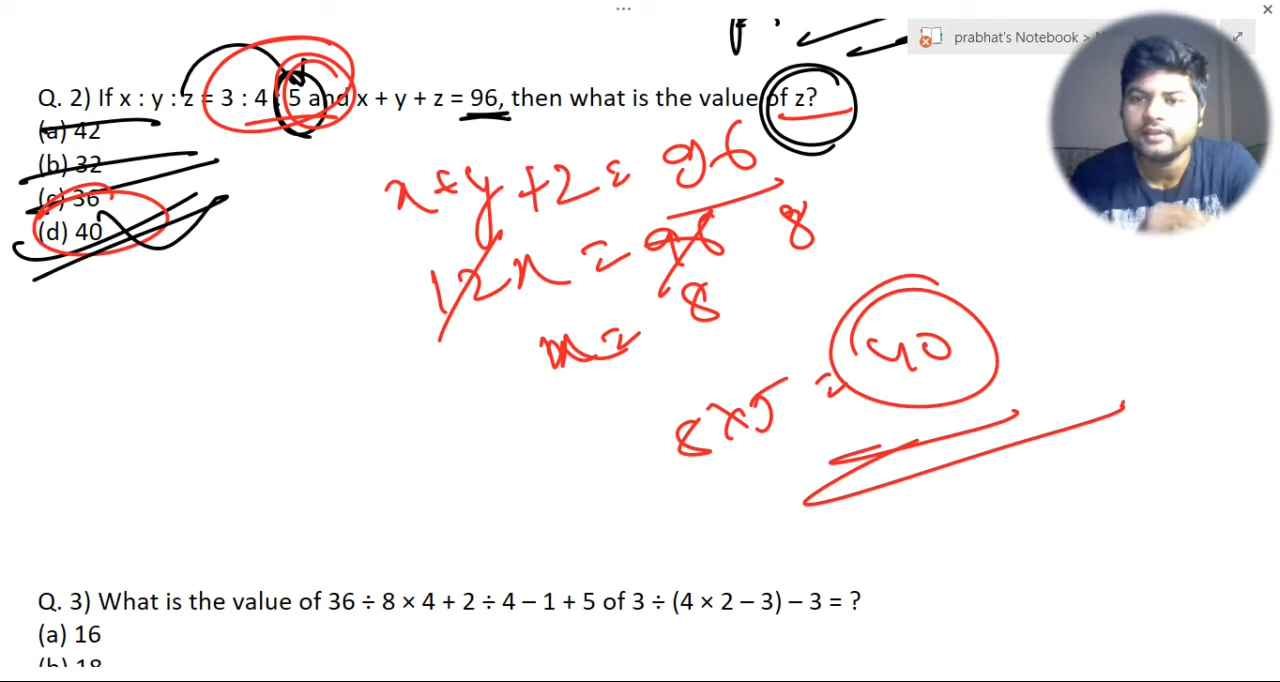 prabhat's Notebook >
Q. 2) If x : y : z = 3 : 4 : 5 and x + y + z = 96, then what is the value of z?
(a) 42
(b) 32
(c) 36
(d) 40
x + y + z = 96
12x = 96 8
8
x =
8 × 5 = 40
Q. 3) What is the value of 36 ÷ 8 × 4 + 2 ÷ 4 – 1 + 5 of 3 ÷ (4 × 2 – 3) – 3 = ?
(a) 16
(b) 18